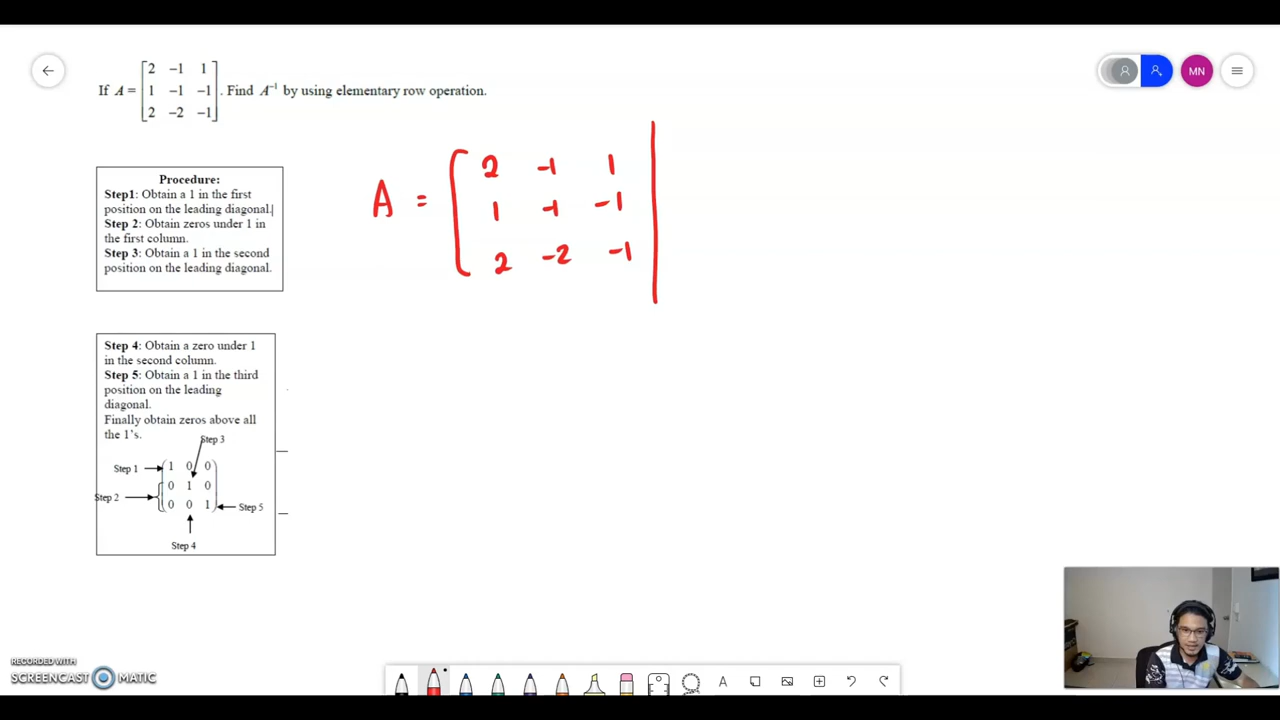 If A = [2 −1 1
1 −1 −1
2 −2 −1]. Find A⁻¹ by using elementary row operation.
MN
Procedure:
Step1: Obtain a 1 in the first
position on the leading diagonal.
Step 2: Obtain zeros under 1 in
the first column.
Step 3: Obtain a 1 in the second
position on the leading diagonal.
A = [2 -1 1
1 -1 -1
2 -2 -1 |
Step 4: Obtain a zero under 1
in the second column.
Step 5: Obtain a 1 in the third
position on the leading
diagonal.
Finally obtain zeros above all
the 1's.
Step 3
Step 1
(1 0 0
Step 2
0 1 0
0 0 1)
Step 5
Step 4
RECORDED WITH
SCREENCAST MATIC
A